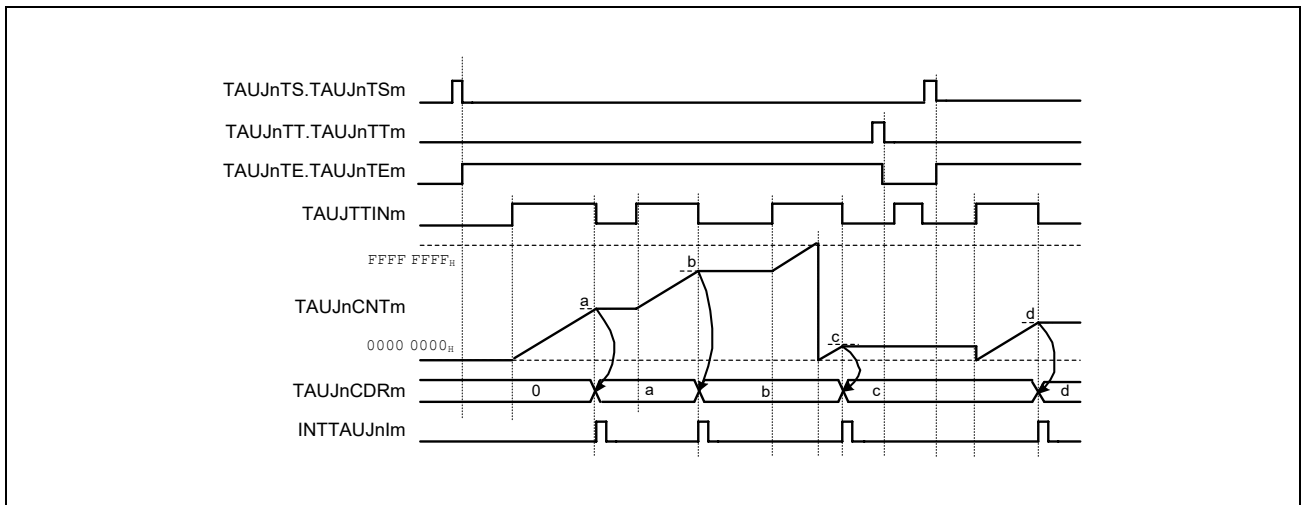 TAUJnTS.TAUJnTSm
TAUJnTT.TAUJnTTm
TAUJnTE.TAUJnTEm
TAUJTTINm
FFFF FFFFH
b
TAUJnCNTm
a
d
c
0000 0000H
TAUJnCDRm
0 a b c d
INTTAUJnIm